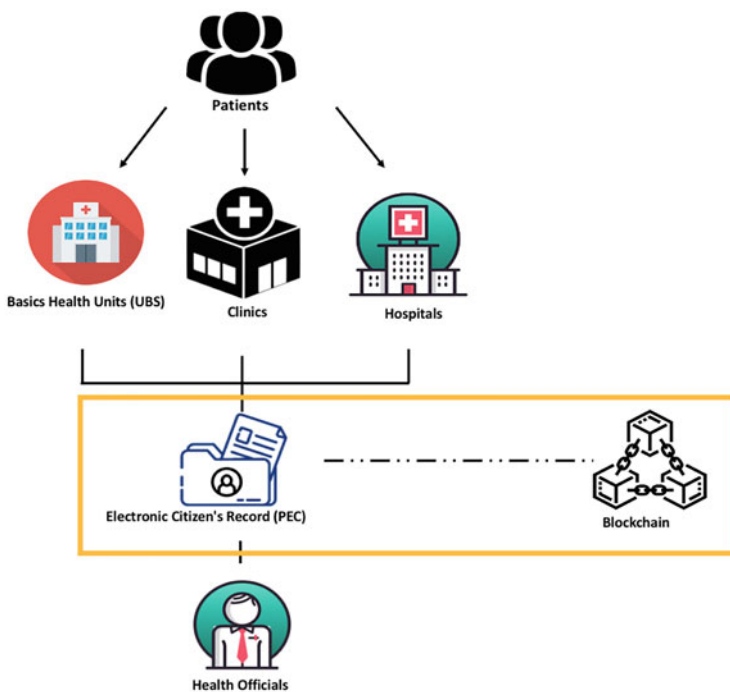 Patients
Basics Health Units (UBS)
Clinics
Hospitals
Electronic Citizen's Record (PEC)
Blockchain
Health Officials